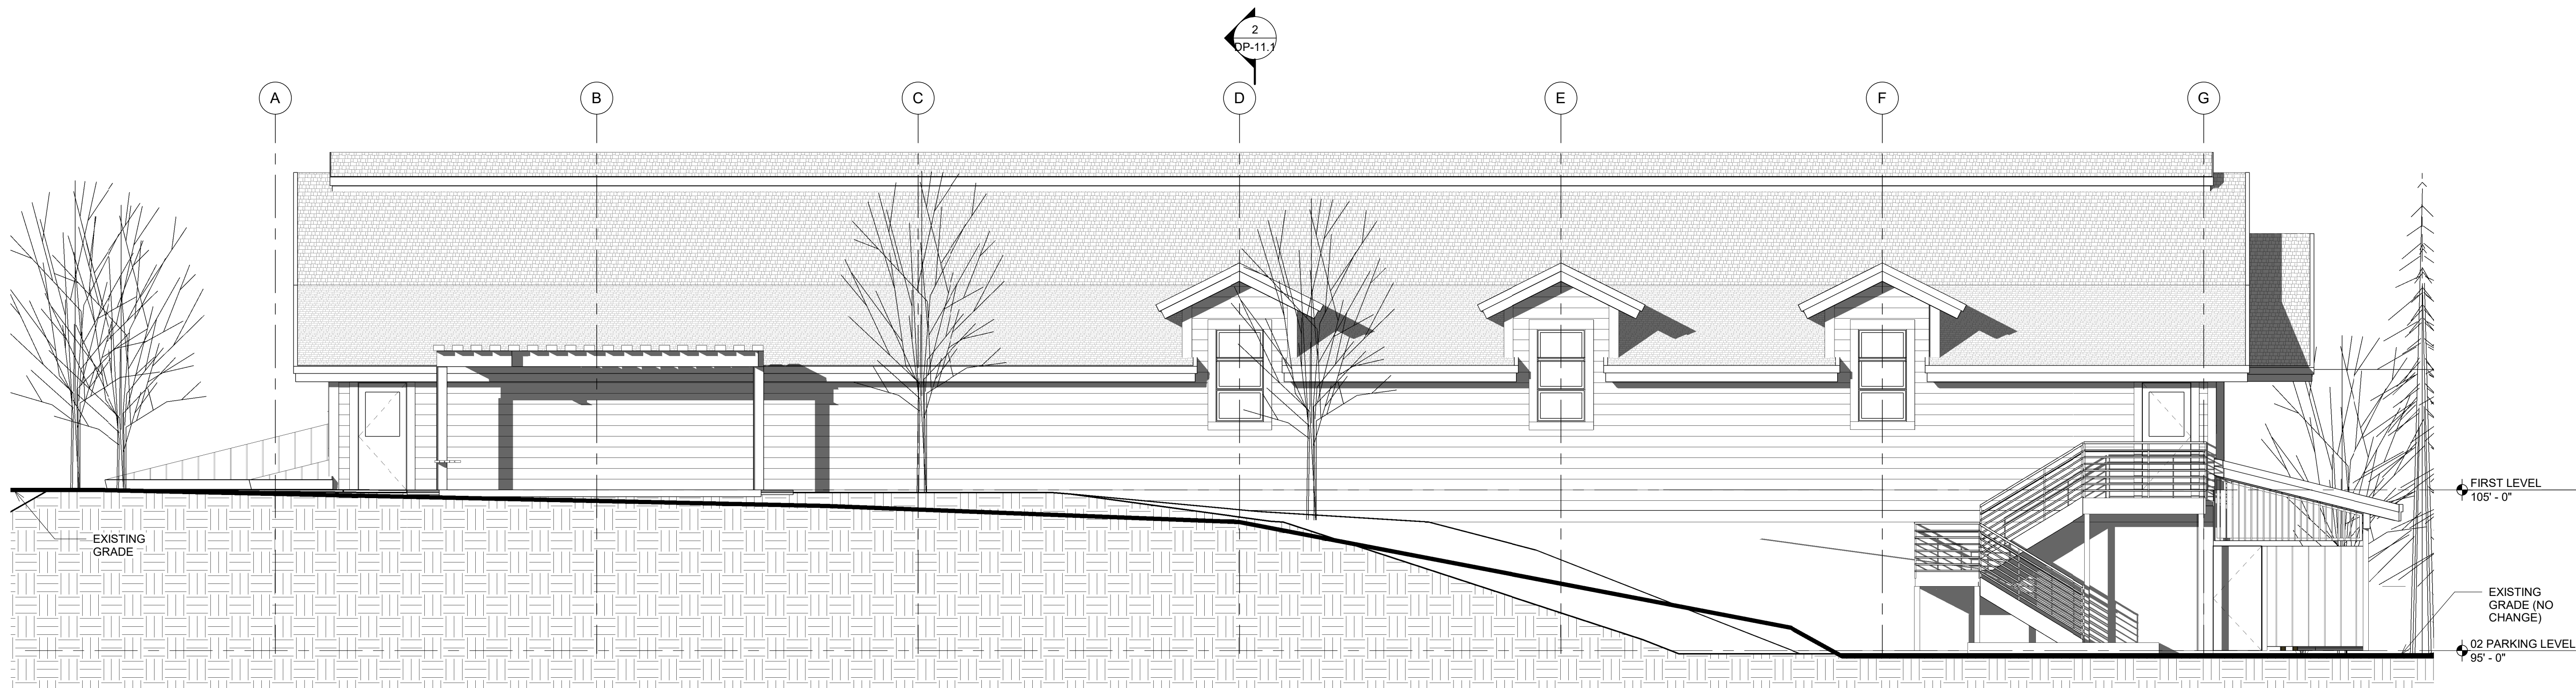 2
DP-11.1
A
B
C
D
E
F
G
FIRST LEVEL
105' - 0"
EXISTING
GRADE
EXISTING
GRADE (NO
CHANGE)
02 PARKING LEVEL
95' - 0"